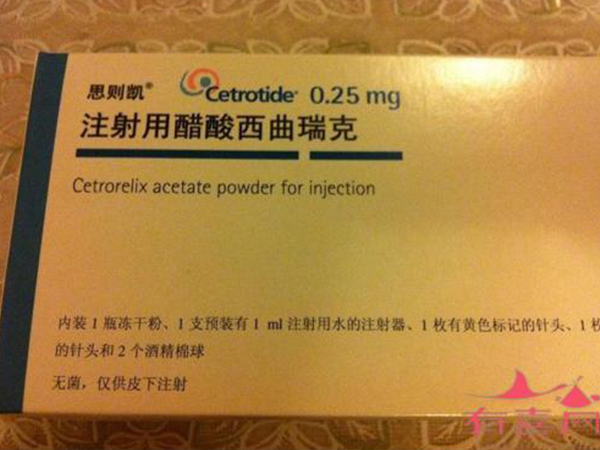 思则凯® Cetrotide® 0.25 mg
注射用醋酸西曲瑞克
Cetrorelix acetate powder for injection
内装1瓶冻干粉、1支预装有1 ml注射用水的注射器、1枚有黄色标记的针头、1枚
的针头和2个酒精棉球
无菌，仅供皮下注射